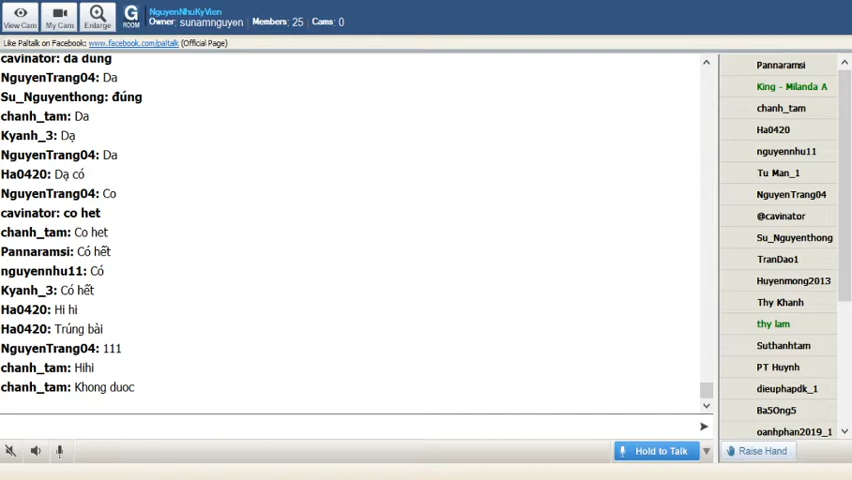 View Cam
My Cam
Enlarge
G
ROOM
NguyenNhuKyVien
Owner: sunamnguyen Members: 25 Cams: 0
Like Paltalk on Facebook: www.facebook.com/paltalk (Official Page)
cavinator: da dung
NguyenTrang04: Da
Su_Nguyenthong: đúng
chanh_tam: Da
Kyanh_3: Dạ
NguyenTrang04: Da
Ha0420: Dạ có
NguyenTrang04: Co
cavinator: co het
chanh_tam: Co het
Pannaramsi: Có hết
nguyennhu11: Có
Kyanh_3: Có hết
Ha0420: Hi hi
Ha0420: Trúng bài
NguyenTrang04: 111
chanh_tam: Hihi
chanh_tam: Khong duoc
Pannaramsi
King - Milanda A
chanh_tam
Ha0420
nguyennhu11
Tu Man_1
NguyenTrang04
@cavinator
Su_Nguyenthong
TranDao1
Huyenmong2013
Thy Khanh
thy lam
Suthanhtam
PT Huynh
dieuphapdk_1
Ba5Ong5
oanhphan2019_1
Hold to Talk
Raise Hand